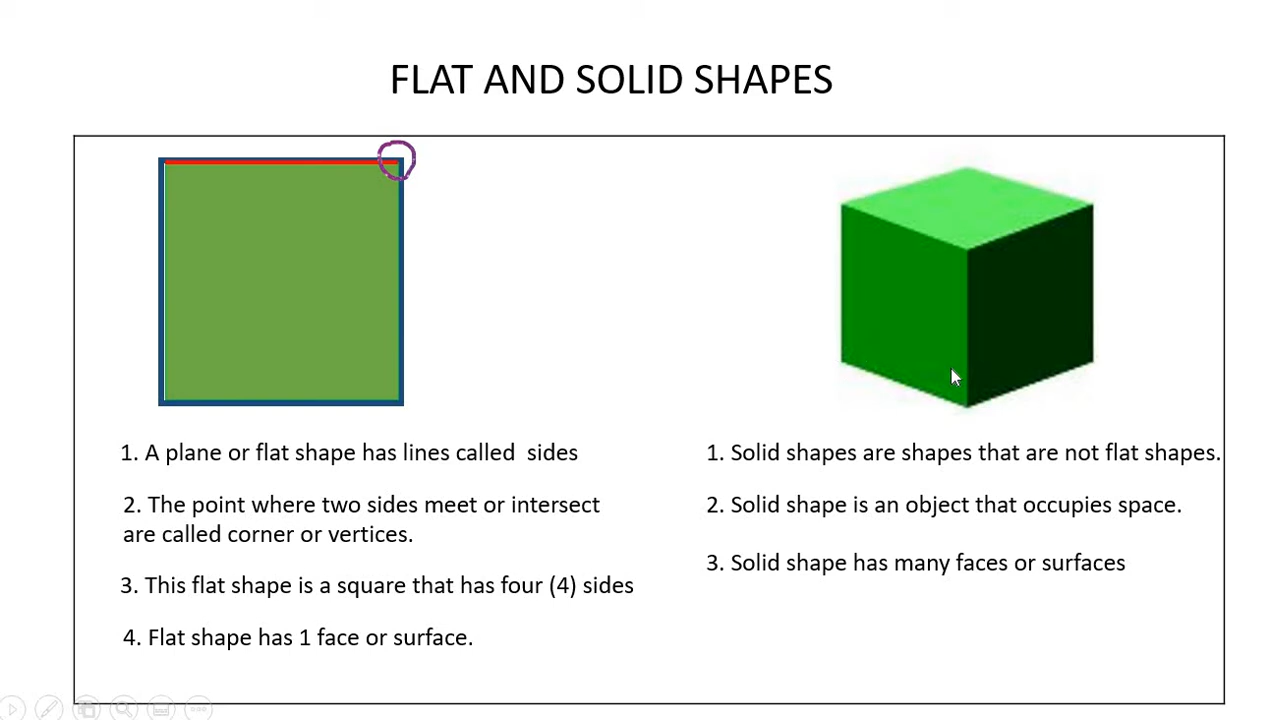 FLAT AND SOLID SHAPES
1. A plane or flat shape has lines called  sides
2. The point where two sides meet or intersect
are called corner or vertices.
3. This flat shape is a square that has four (4) sides
4. Flat shape has 1 face or surface.
1. Solid shapes are shapes that are not flat shapes.
2. Solid shape is an object that occupies space.
3. Solid shape has many faces or surfaces